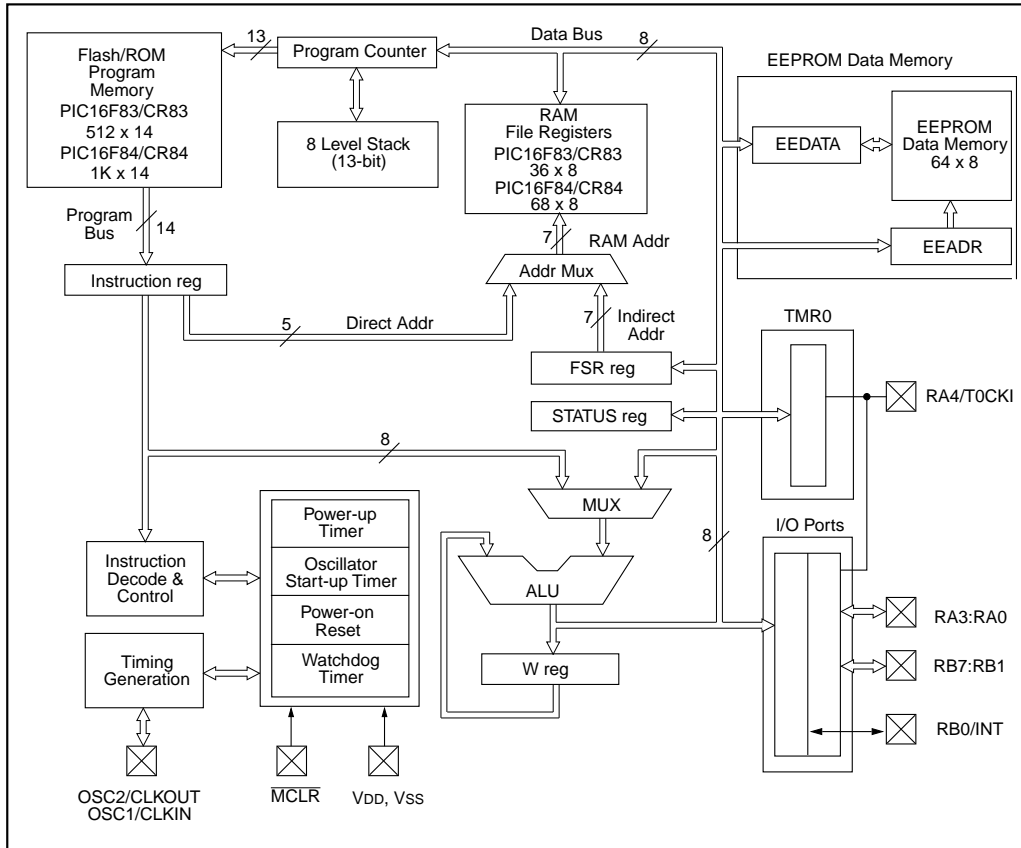 Flash/ROM
Program
Memory
PIC16F83/CR83
512 x 14
PIC16F84/CR84
1K x 14
13
Program Counter
8 Level Stack
(13-bit)
Data Bus
8
RAM
File Registers
PIC16F83/CR83
36 x 8
PIC16F84/CR84
68 x 8
EEPROM Data Memory
EEDATA
EEPROM
Data Memory
64 x 8
EEADR
Program
Bus
14
7
RAM Addr
Addr Mux
Instruction reg
5
Direct Addr
7
Indirect
Addr
FSR reg
STATUS reg
TMR0
RA4/T0CKI
8
MUX
8
I/O Ports
Power-up
Timer
Oscillator
Start-up Timer
Power-on
Reset
Watchdog
Timer
Instruction
Decode &
Control
Timing
Generation
ALU
W reg
RA3:RA0
RB7:RB1
RB0/INT
OSC2/CLKOUT
OSC1/CLKIN
MCLR
VDD, VSS